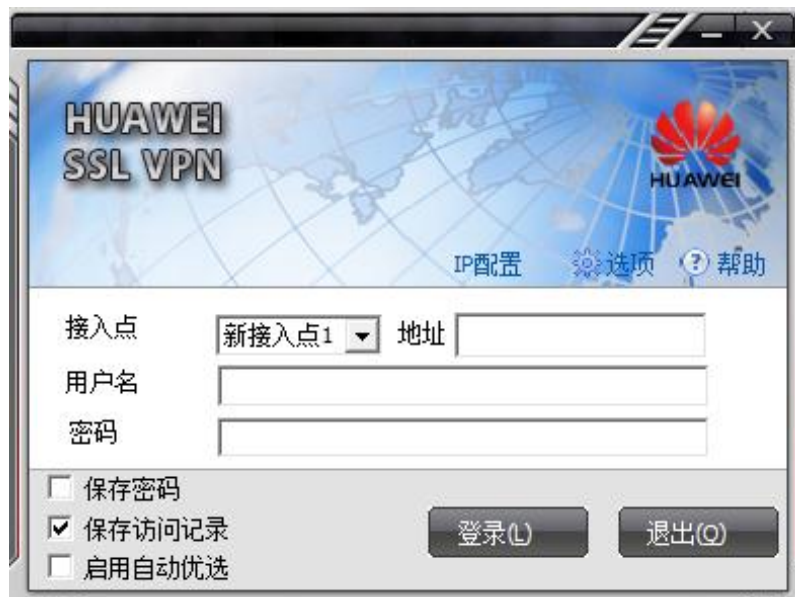 HUAWEI
SSL VPN
HUAWEI
IP配置 选项 ? 帮助
接入点 新接入点1 地址
用户名
密码
保存密码
保存访问记录
启用自动优选
登录(L) 退出(Q)